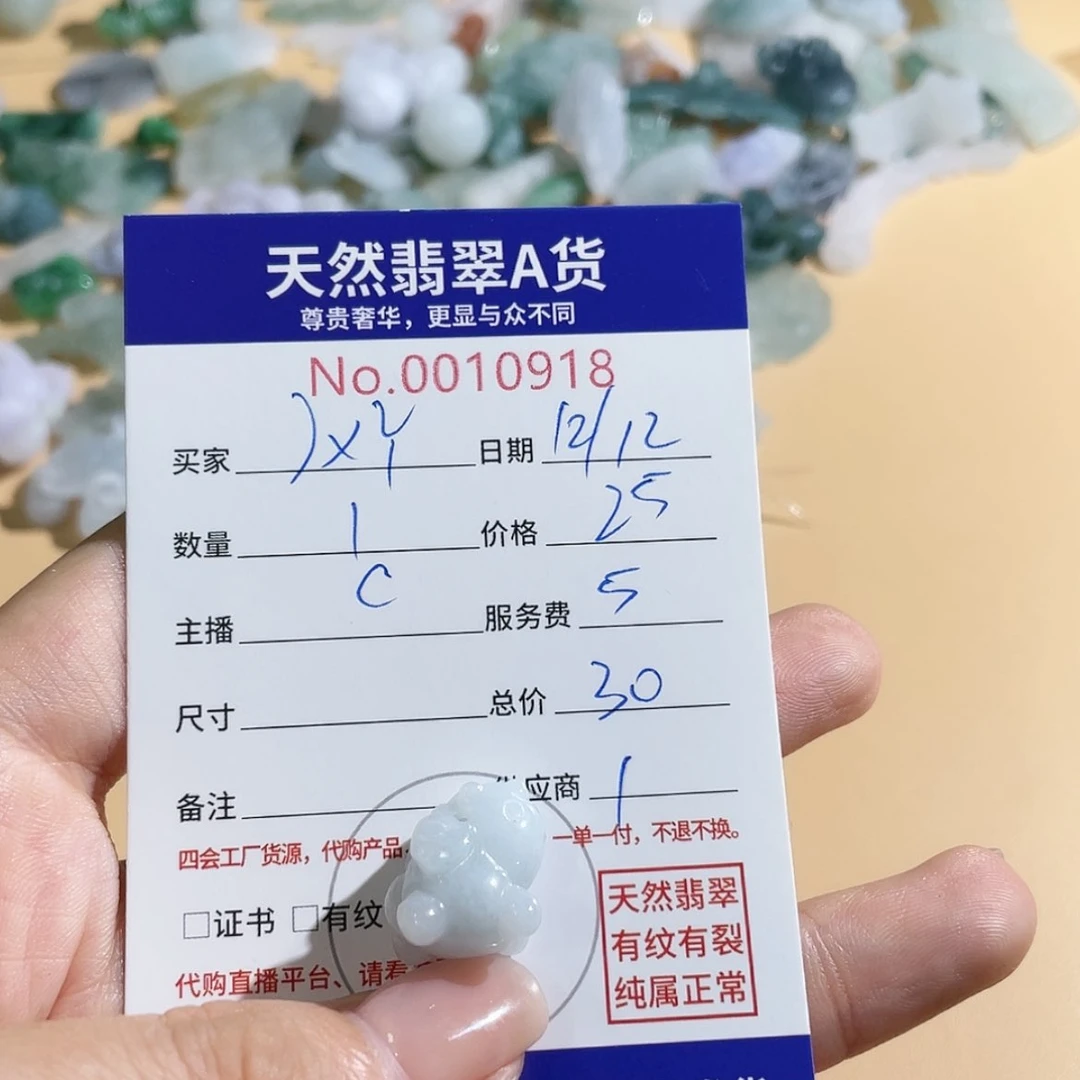 天然翡翠A货
尊贵奢华，更显与众不同
No.0010918
买家 日期 12/12
数量 1 价格 25
主播 C 服务费 5
尺寸 总价 30
备注 应商 1
四会工厂货源，代购产品 一单一付，不退不换。
□证书 □有纹
天然翡翠
有纹有裂
纯属正常
代购直播平台、请看